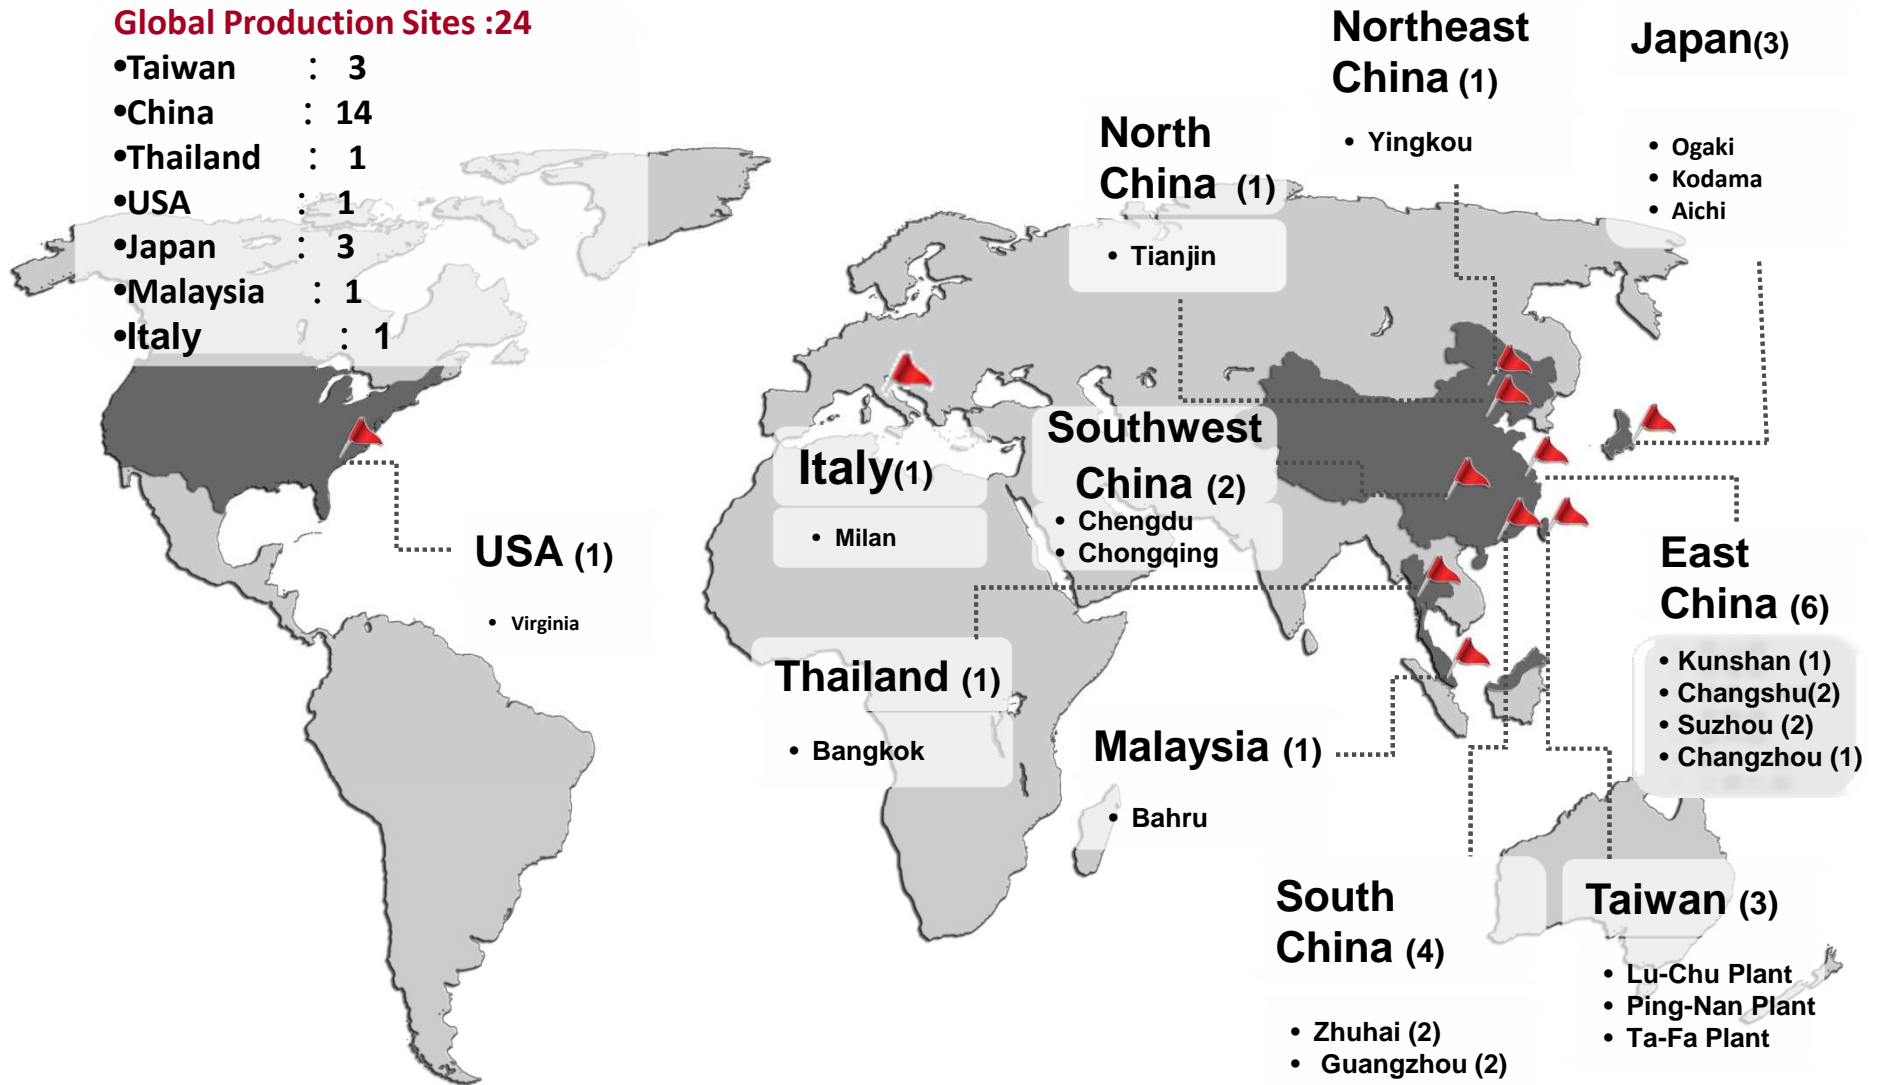 Global Production Sites :24
•Taiwan : 3
•China : 14
•Thailand : 1
•USA : 1
•Japan : 3
•Malaysia : 1
•Italy : 1
Northeast
China (1)
• Yingkou
Japan(3)
• Ogaki
• Kodama
• Aichi
North
China (1)
• Tianjin
Southwest
China (2)
• Chengdu
• Chongqing
Italy(1)
• Milan
USA (1)
• Virginia
East
China (6)
• Kunshan (1)
• Changshu(2)
• Suzhou (2)
• Changzhou (1)
Thailand (1)
• Bangkok
Malaysia (1)
• Bahru
South
China (4)
• Zhuhai (2)
• Guangzhou (2)
Taiwan (3)
• Lu-Chu Plant
• Ping-Nan Plant
• Ta-Fa Plant